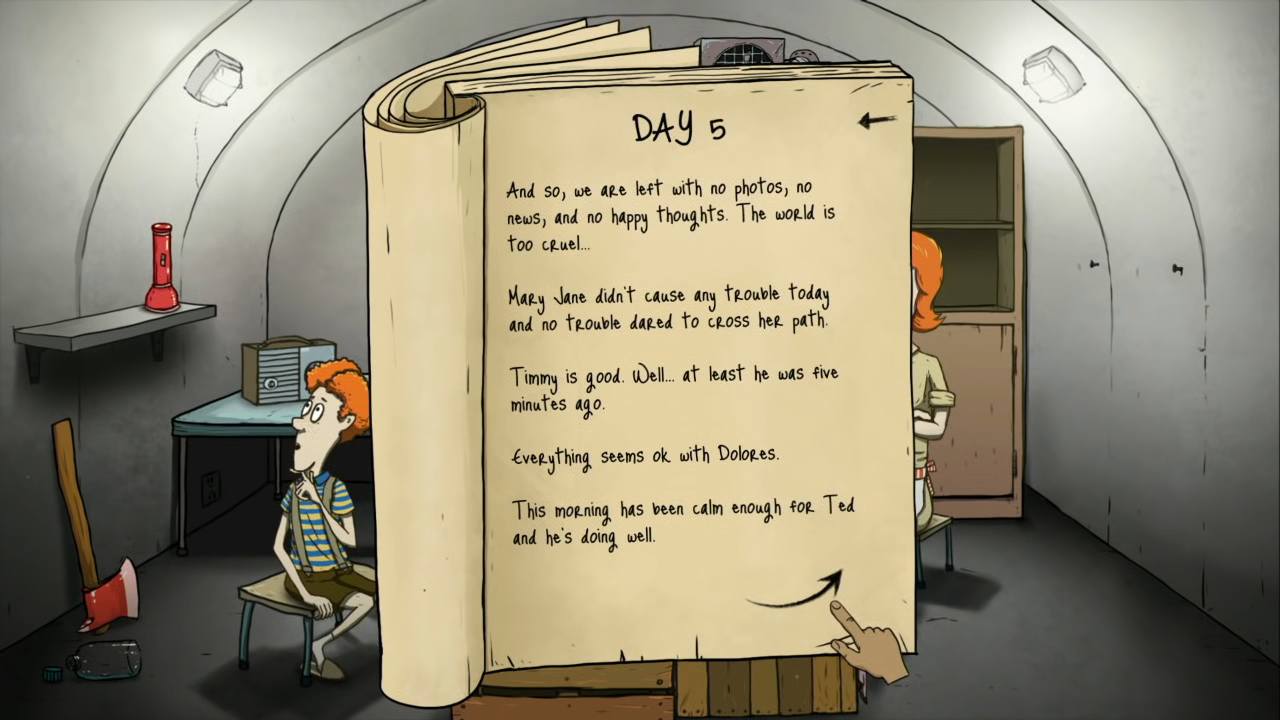 DAY 5
And so, we are left with no photos, no
news, and no happy thoughts. The world is
too cruel...
Mary Jane didn't cause any trouble today
and no trouble dared to cross her path.
Timmy is good. Well... at least he was five
minutes ago.
Everything seems ok with Dolores.
This morning has been calm enough for Ted
and he's doing well.